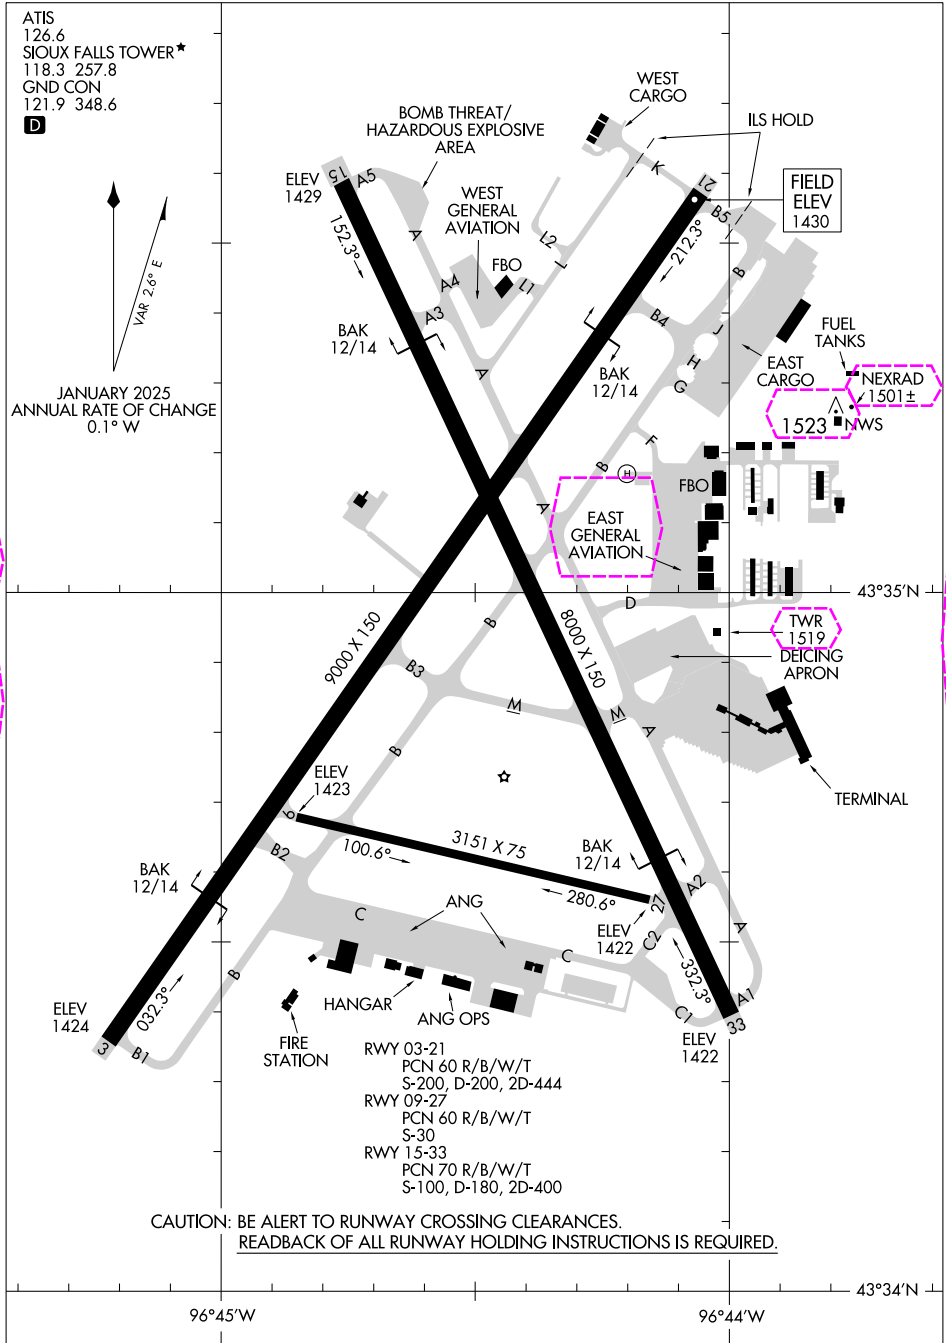 ATIS
126.6
SIOUX FALLS TOWER★
118.3 257.8
GND CON
121.9 348.6
D
VAR 2.6° E
JANUARY 2025
ANNUAL RATE OF CHANGE
0.1° W
BOMB THREAT/
HAZARDOUS EXPLOSIVE
AREA
WEST
CARGO
ILS HOLD
K
21
FIELD
ELEV
1430
B5
ELEV
1429
15
A5
152.3°
A
WEST
GENERAL
AVIATION
FBO
L2
L
L1
A4
A3
212.3°
B
B4
J
H
G
BAK
12/14
BAK
12/14
A
EAST
CARGO
FUEL
TANKS
NEXRAD
1501±
1523
NWS
F
B
H
FBO
A
EAST
GENERAL
AVIATION
43°35'N
D
TWR
1519
DEICING
APRON
9000 X 150
8000 X 150
B
B3
M
M
A
B
TERMINAL
ELEV
1423
9
3151 X 75
100.6°
280.6°
B2
BAK
12/14
BAK
12/14
A2
27
ELEV
1422
C2
A
C
ANG
C
332.3°
B
032.3°
ELEV
1424
3
B1
HANGAR
ANG OPS
FIRE
STATION
C1
A1
33
ELEV
1422
RWY 03-21
PCN 60 R/B/W/T
S-200, D-200, 2D-444
RWY 09-27
PCN 60 R/B/W/T
S-30
RWY 15-33
PCN 70 R/B/W/T
S-100, D-180, 2D-400
CAUTION: BE ALERT TO RUNWAY CROSSING CLEARANCES.
READBACK OF ALL RUNWAY HOLDING INSTRUCTIONS IS REQUIRED.
43°34'N
96°45'W
96°44'W